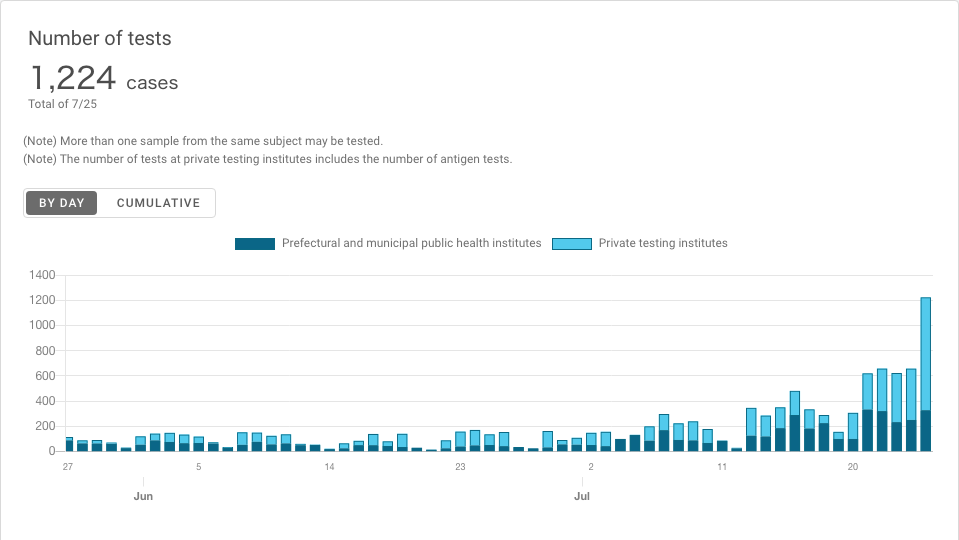 Number of tests
1,224 cases
Total of 7/25
(Note) More than one sample from the same subject may be tested.
(Note) The number of tests at private testing institutes includes the number of antigen tests.
BY DAY CUMULATIVE
Prefectural and municipal public health institutes Private testing institutes
1400
1200
1000
800
600
400
200
0
27 5 14 23 2 11 20
Jun Jul